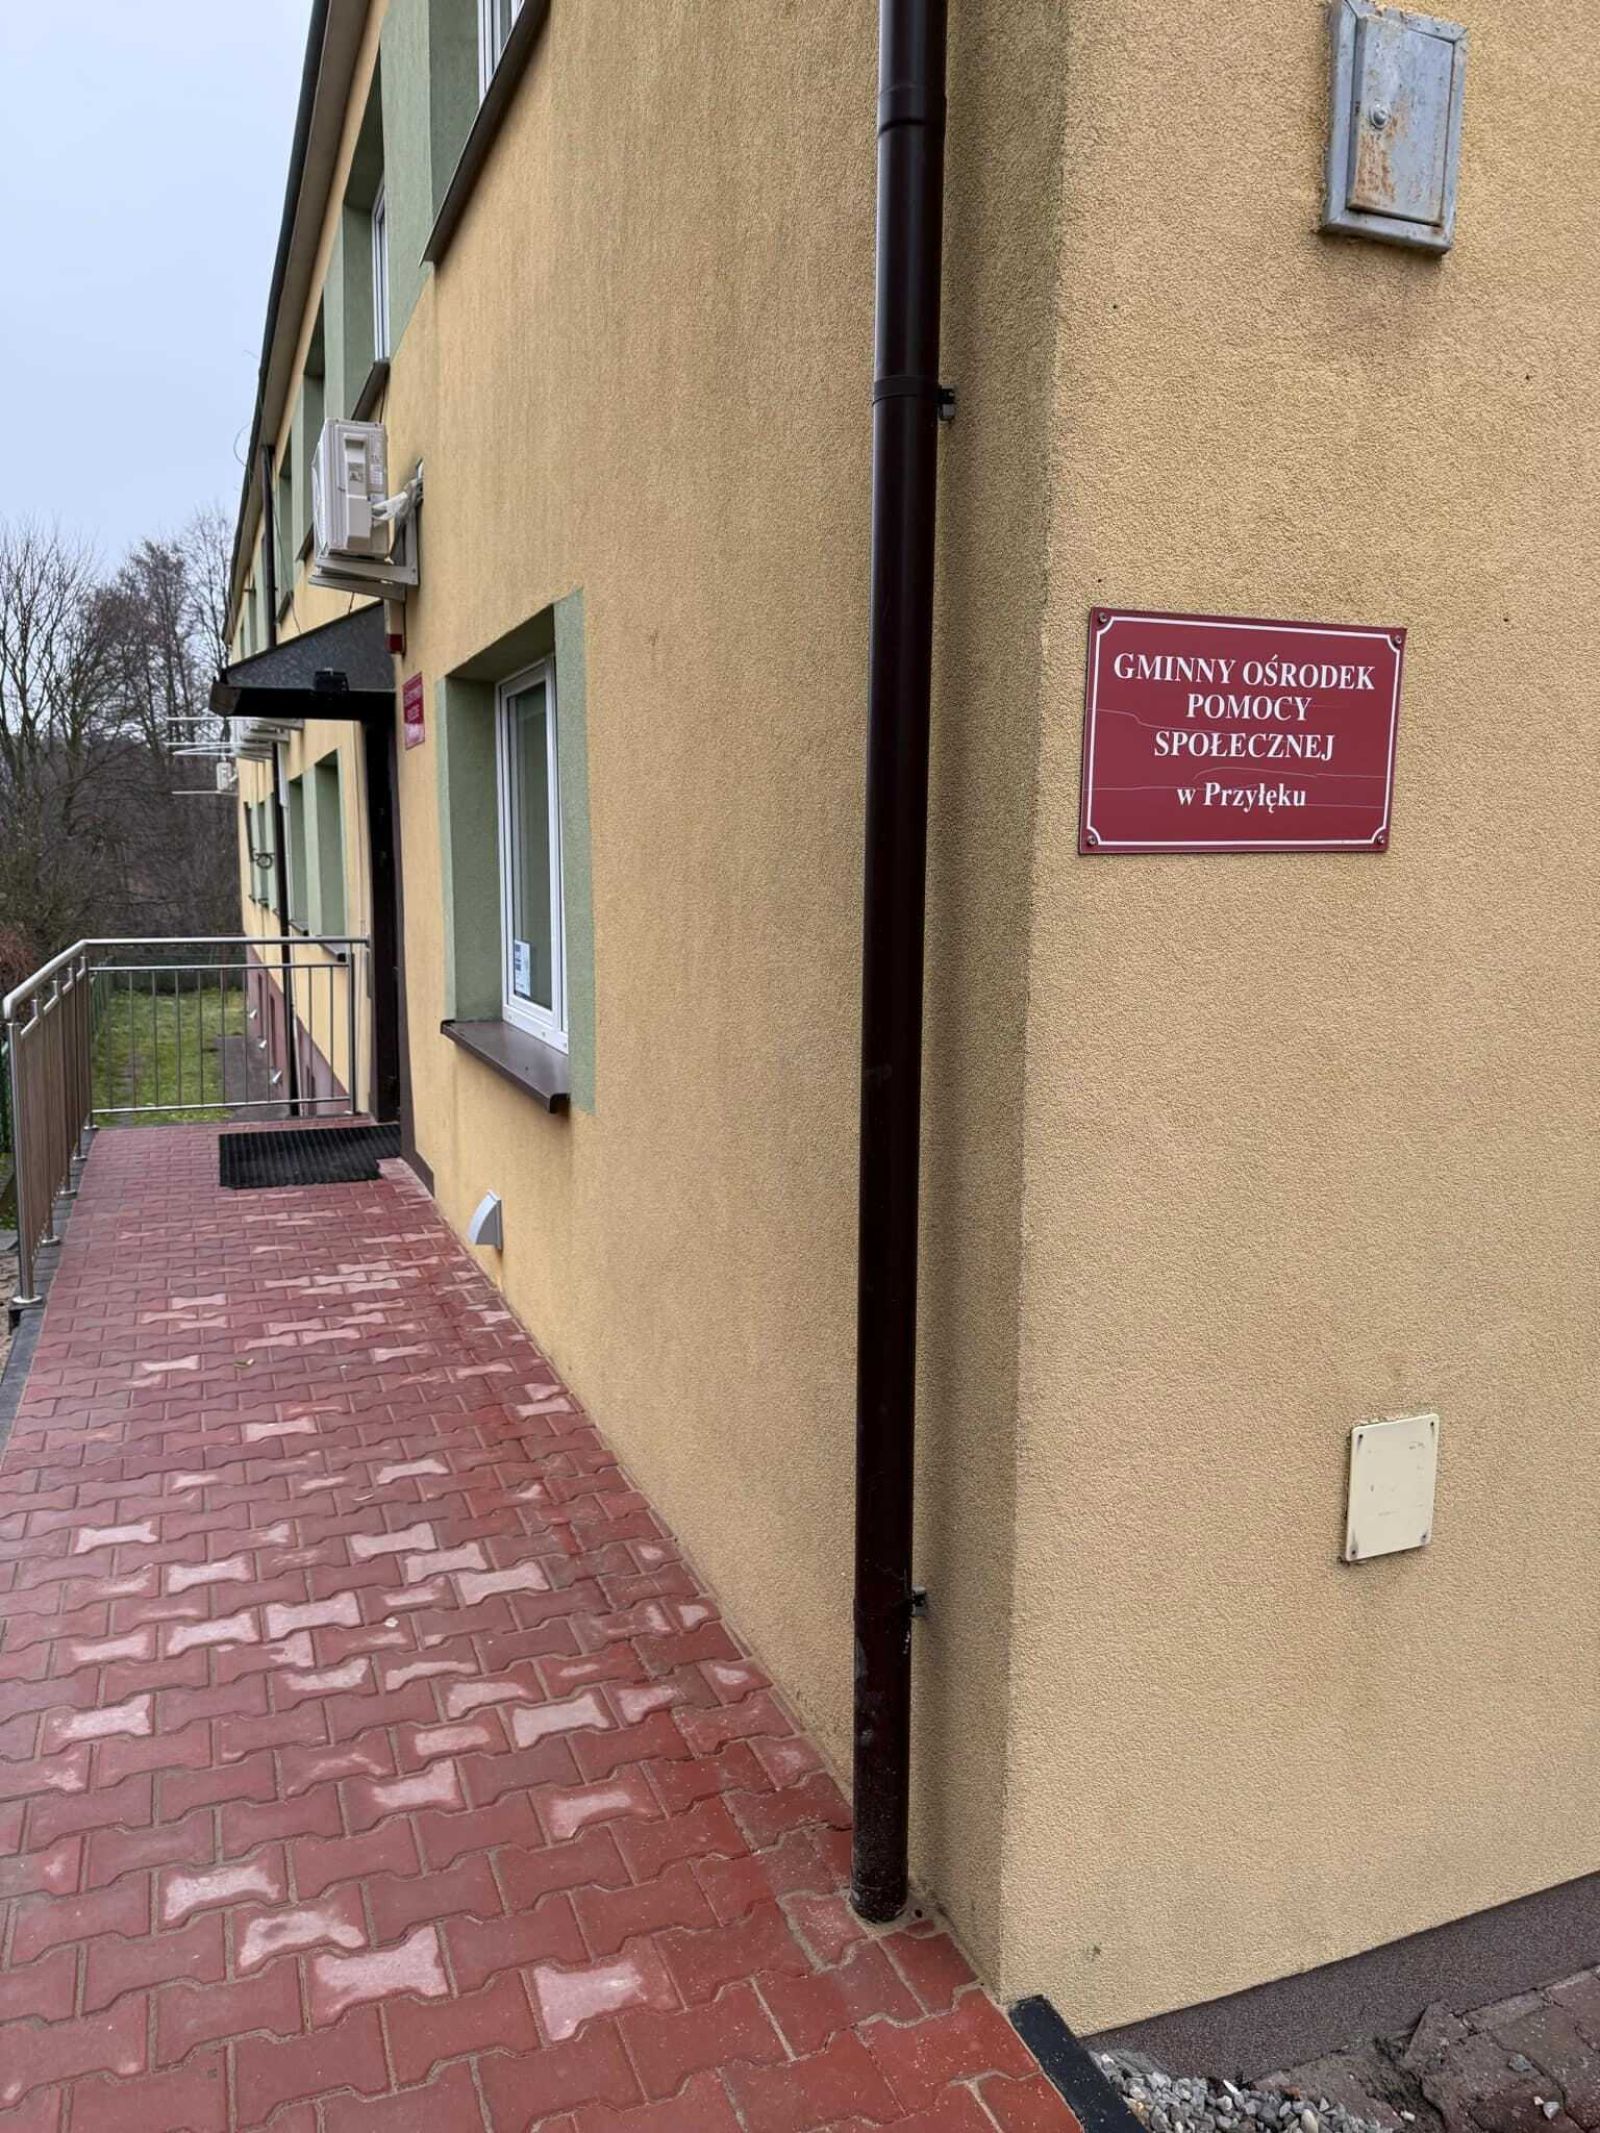 GMINNY OŚRODEK
POMOCY
SPOŁECZNEJ
w Przyłęku